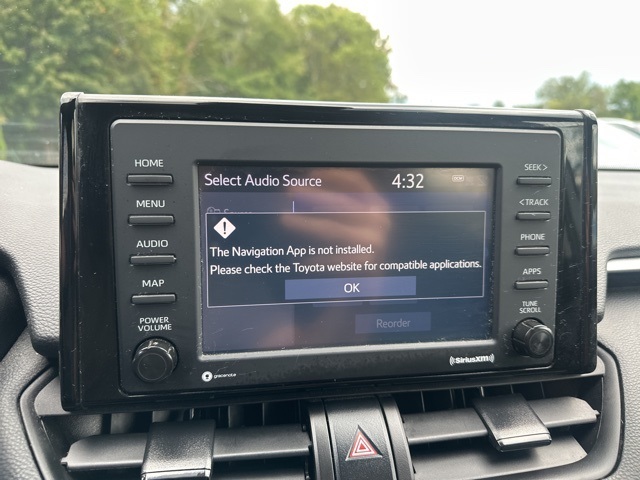 HOME
MENU
AUDIO
MAP
POWER
VOLUME
Select Audio Source
4:32
The Navigation App is not installed.
Please check the Toyota website for compatible applications.
OK
Reorder
gracenote
SiriusXM
SEEK >
< TRACK
PHONE
APPS
TUNE
SCROLL